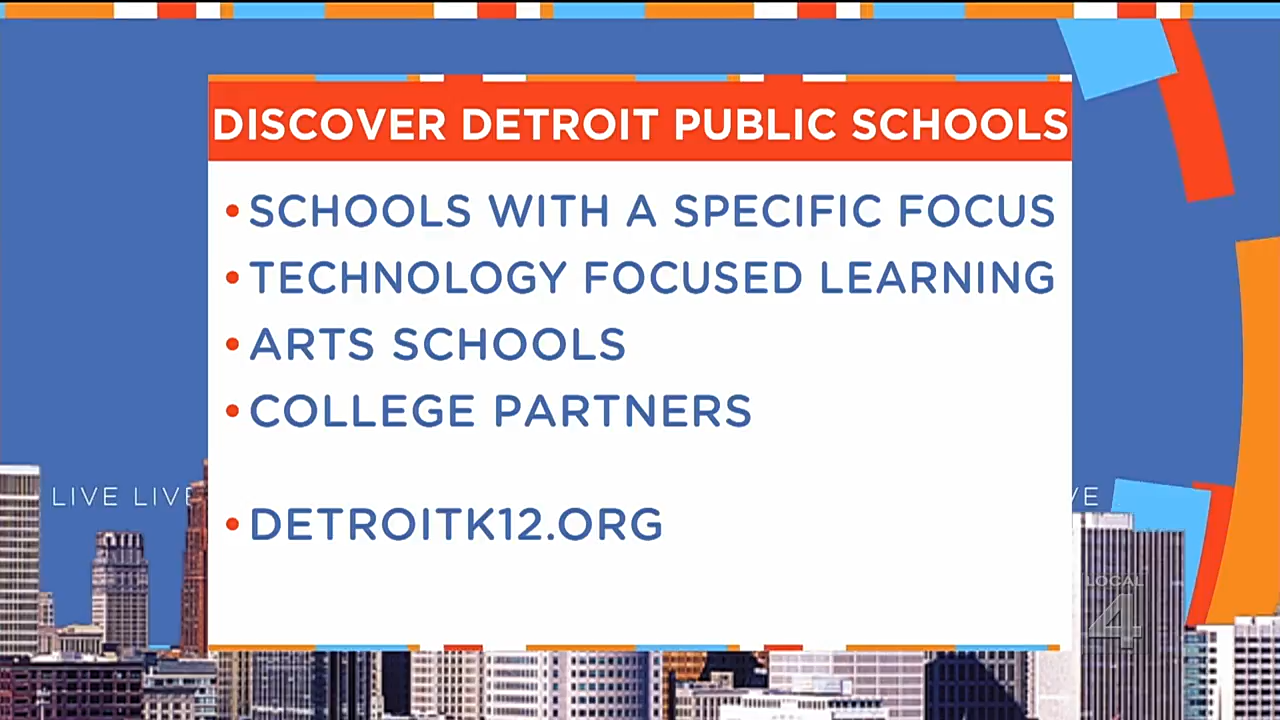 DISCOVER DETROIT PUBLIC SCHOOLS
• SCHOOLS WITH A SPECIFIC FOCUS
• TECHNOLOGY FOCUSED LEARNING
• ARTS SCHOOLS
• COLLEGE PARTNERS
LIVE LIVE
VE
• DETROITK12.ORG
LOCAL
4